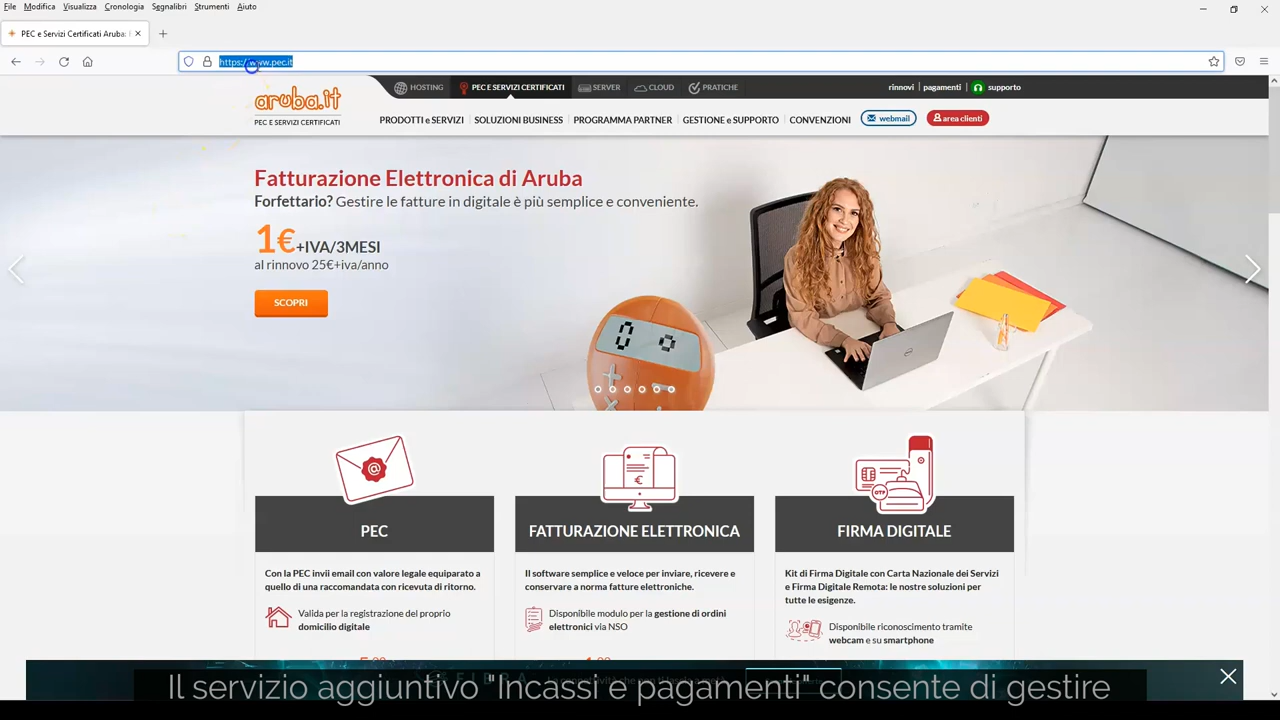 File Modifica Visualizza Cronologia Segnalibri Strumenti Aiuto
PEC e Servizi Certificati Aruba:
https://www.pec.it
aruba.it
PEC E SERVIZI CERTIFICATI
HOSTING PEC E SERVIZI CERTIFICATI SERVER CLOUD PRATICHE
rinnovi pagamenti supporto
PRODOTTI e SERVIZI SOLUZIONI BUSINESS PROGRAMMA PARTNER GESTIONE e SUPPORTO CONVENZIONI webmail area clienti
Fatturazione Elettronica di Aruba
Forfettario? Gestire le fatture in digitale è più semplice e conveniente.
1€+IVA/3MESI
al rinnovo 25€+iva/anno
SCOPRI
PEC
Con la PEC invii email con valore legale equiparato a
quello di una raccomandata con ricevuta di ritorno.
Valida per la registrazione del proprio
domicilio digitale
FATTURAZIONE ELETTRONICA
Il software semplice e veloce per inviare, ricevere e
conservare a norma fatture elettroniche.
Disponibile modulo per la gestione di ordini
elettronici via NSO
FIRMA DIGITALE
OTP
Kit di Firma Digitale con Carta Nazionale dei Servizi
e Firma Digitale Remota: le nostre soluzioni per
tutte le esigenze.
Disponibile riconoscimento tramite
webcam e su smartphone
Il servizio aggiuntivo "Incassi e pagamenti" consente di gestire